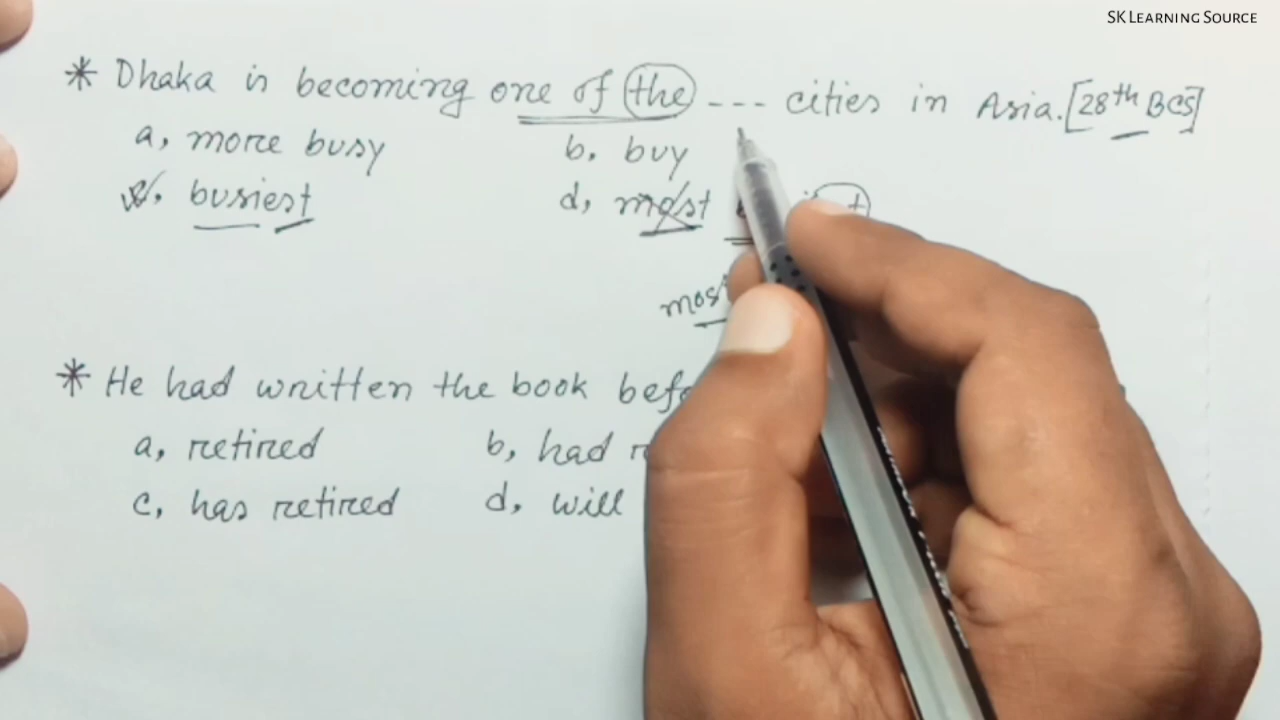 SK Learning Source
* Dhaka is becoming one of the --- cities in Asia. [28th BCS]
a, more busy b, buy
c, busiest d, most
most
* He had written the book
a, retired b, had
c, has retired d, will